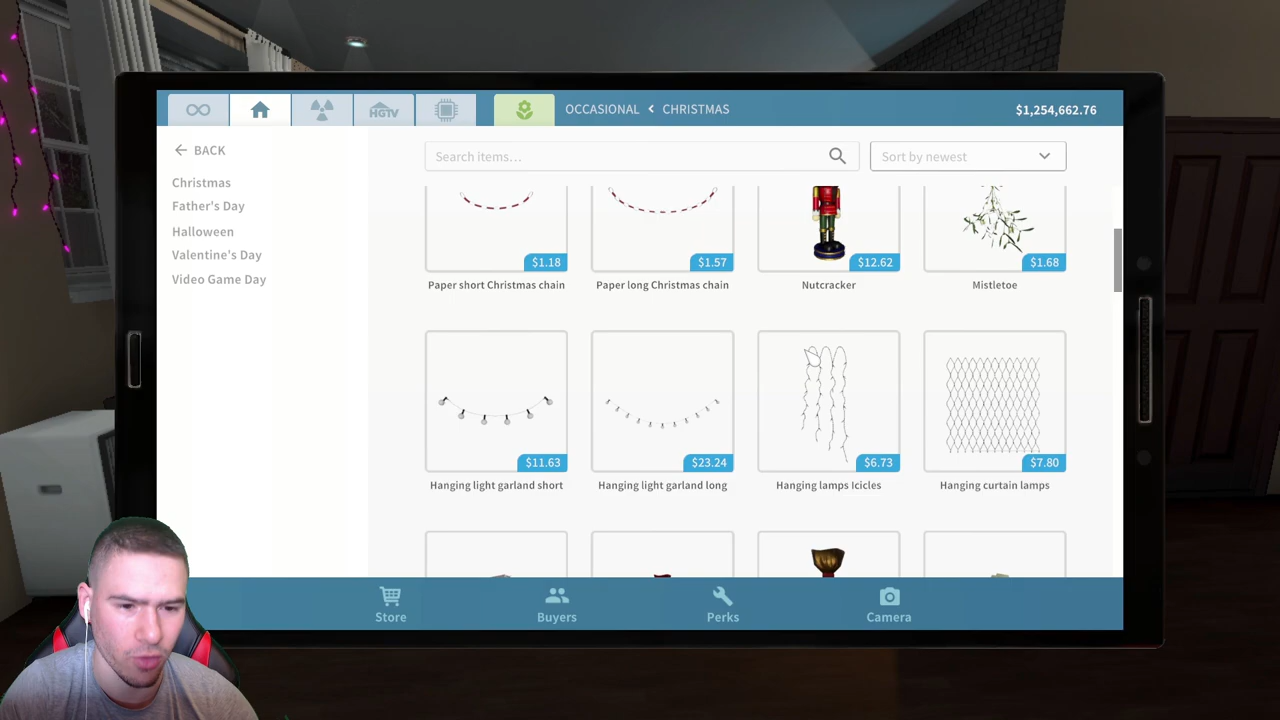 HGTV
OCCASIONAL < CHRISTMAS
$1,254,662.76
BACK
Search items...
Sort by newest
Christmas
Father's Day
Halloween
Valentine's Day
Video Game Day
$1.18
$1.57
$12.62
$1.68
Paper short Christmas chain
Paper long Christmas chain
Nutcracker
Mistletoe
$11.63
$23.24
$6.73
$7.80
Hanging light garland short
Hanging light garland long
Hanging lamps Icicles
Hanging curtain lamps
Store
Buyers
Perks
Camera